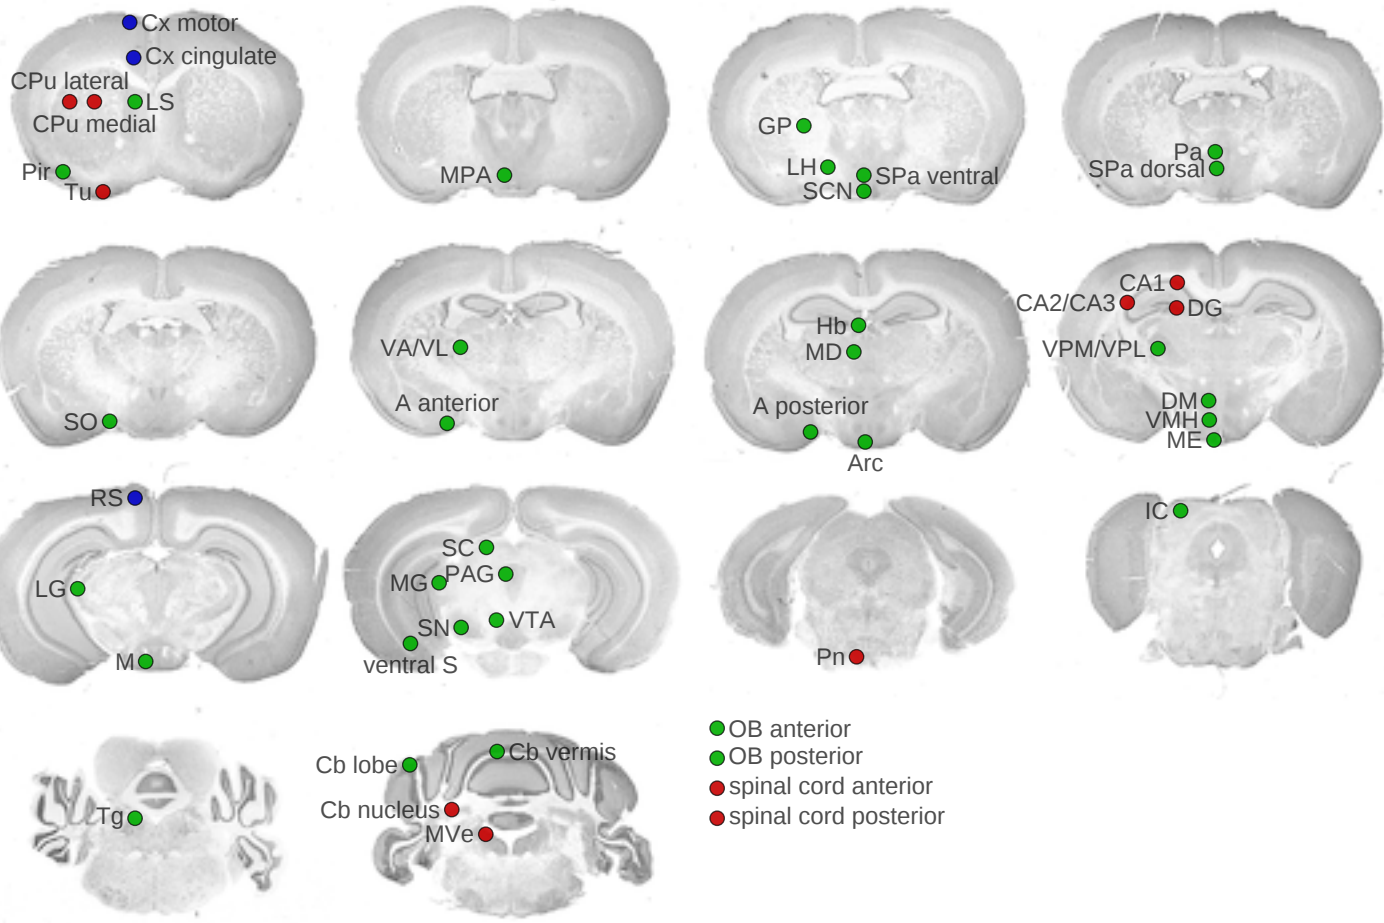 Cx motor
Cx cingulate
CPu lateral
LS
CPu medial
Pir
Tu
MPA
GP
LH
SPa ventral
SCN
Pa
SPa dorsal
SO
VA/VL
A anterior
Hb
MD
A posterior
Arc
CA1
CA2/CA3
DG
VPM/VPL
DM
VMH
ME
RS
LG
M
SC
MG
PAG
SN
VTA
ventral S
Pn
IC
Tg
Cb lobe
Cb vermis
Cb nucleus
MVe
OB anterior
OB posterior
spinal cord anterior
spinal cord posterior